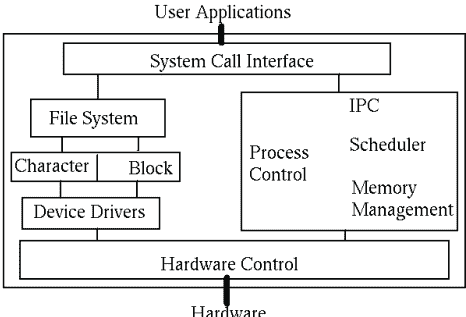 User Applications
System Call Interface
File System
Character
Block
Device Drivers
IPC
Process
Control
Scheduler
Memory
Management
Hardware Control
Hardware